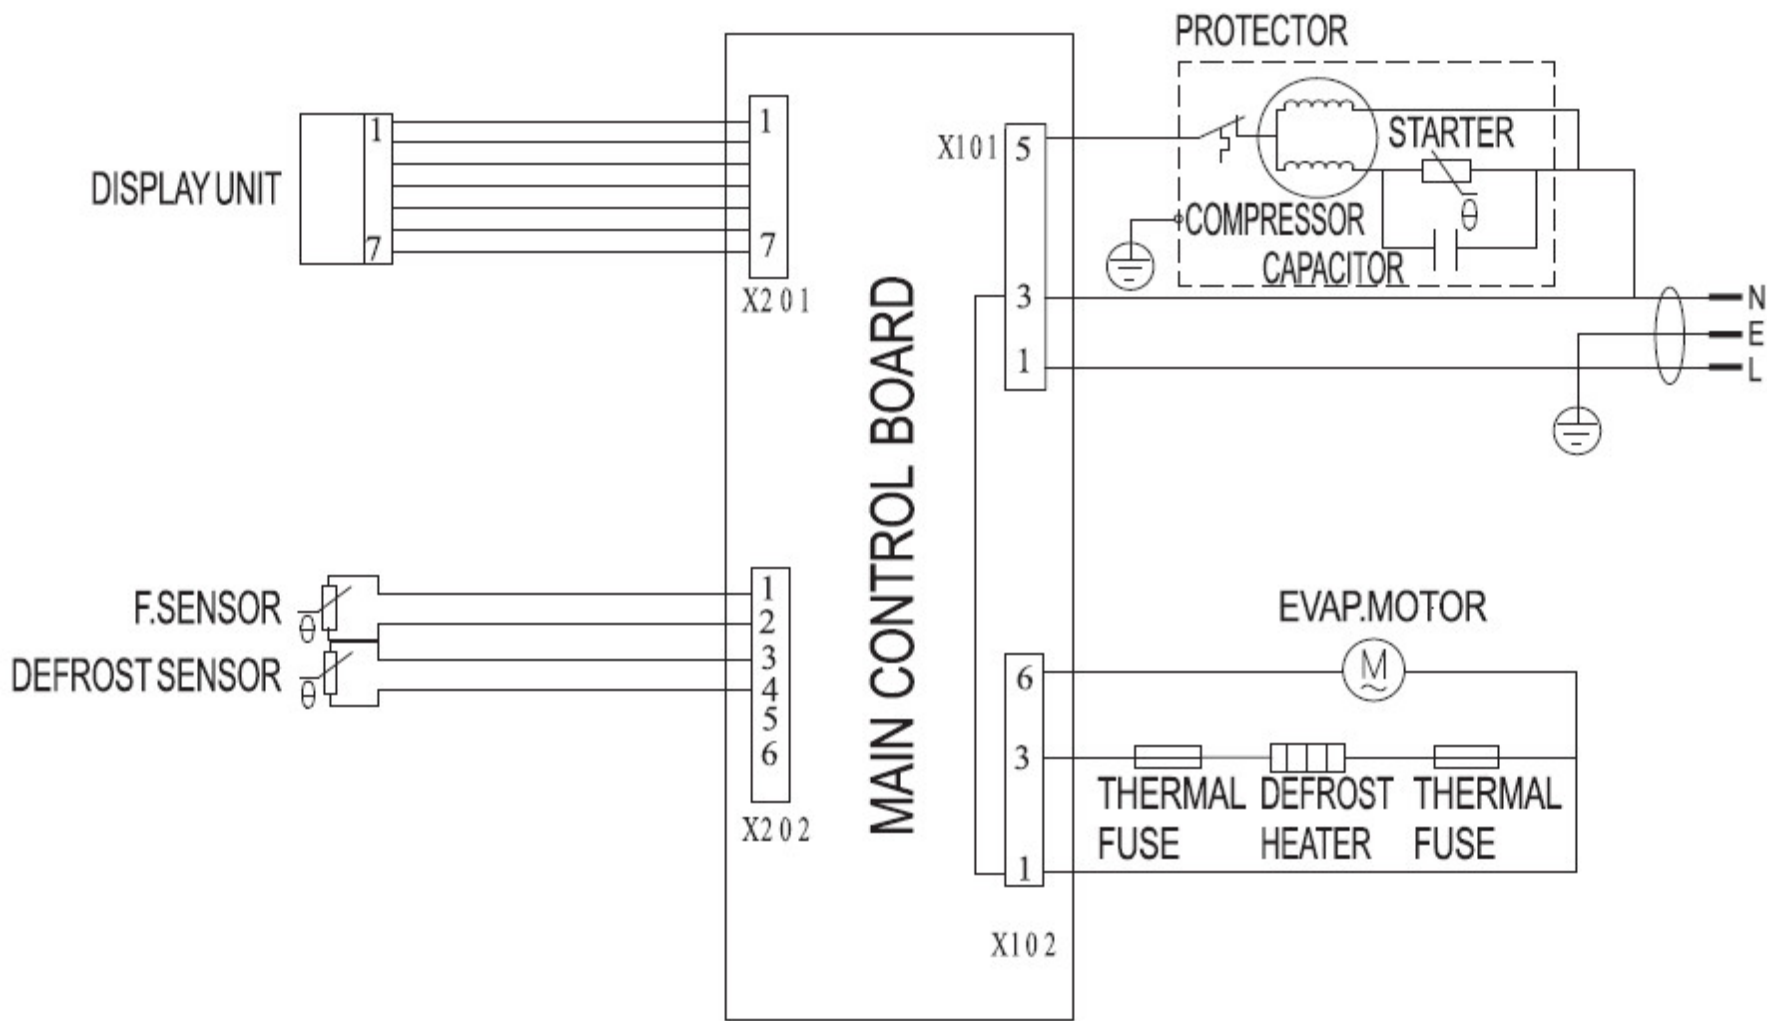 PROTECTOR
1
1
X101
5
STARTER
DISPLAY UNIT
θ
7
7
COMPRESSOR
CAPACITOR
X201
3
N
E
1
L
MAIN CONTROL BOARD
F.SENSOR
θ
1
2
EVAP.MOTOR
DEFROST SENSOR
θ
3
4
5
6
6
M
~
3
THERMAL FUSE
DEFROST HEATER
THERMAL FUSE
X202
1
X102